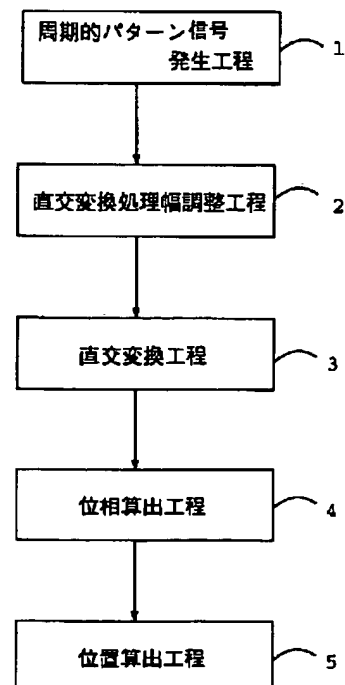 周期的パターン信号
発生工程
1
直交変換処理幅調整工程
2
直交変換工程
3
位相算出工程
4
位置算出工程
5